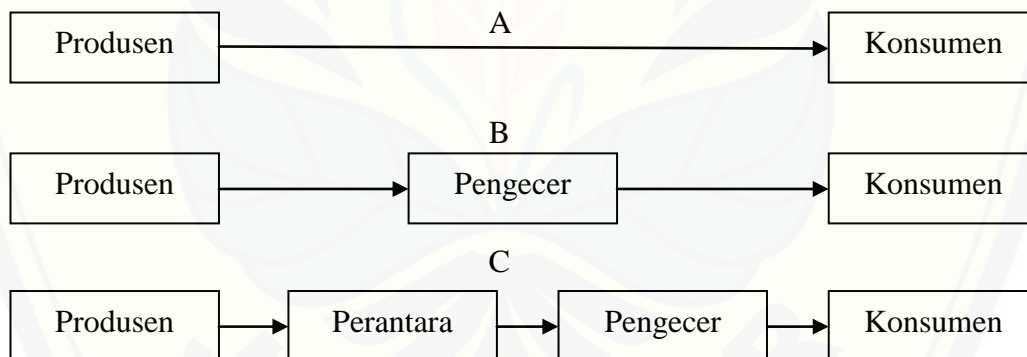 A
Produsen Konsumen
B
Produsen Pengecer Konsumen
C
Produsen Perantara Pengecer Konsumen